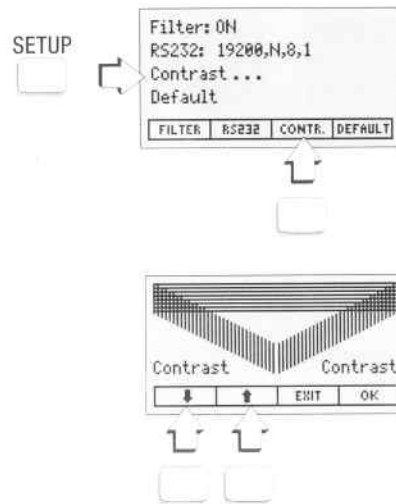 SETUP
Filter: ON
RS232: 19200,N,8,1
Contrast...
Default
FILTER RS232 CONTR. DEFAULT
Contrast Contrast
EXIT OK